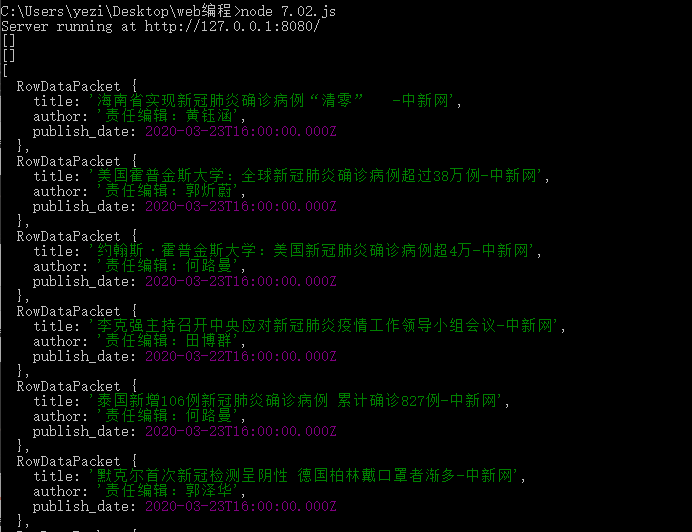 C:\Users\yezi\Desktop\web编程>node 7.02.js
Server running at http://127.0.0.1:8080/
[]
[]
[
  RowDataPacket {
    title: '海南省实现新冠肺炎确诊病例“清零”   -中新网',
    author: '责任编辑：黄钰涵',
    publish_date: 2020-03-23T16:00:00.000Z
  },
  RowDataPacket {
    title: '美国霍普金斯大学：全球新冠肺炎确诊病例超过38万例-中新网',
    author: '责任编辑：郭炘蔚',
    publish_date: 2020-03-23T16:00:00.000Z
  },
  RowDataPacket {
    title: '约翰斯·霍普金斯大学：美国新冠肺炎确诊病例超4万-中新网',
    author: '责任编辑：何路曼',
    publish_date: 2020-03-23T16:00:00.000Z
  },
  RowDataPacket {
    title: '李克强主持召开中央应对新冠肺炎疫情工作领导小组会议-中新网',
    author: '责任编辑：田博群',
    publish_date: 2020-03-22T16:00:00.000Z
  },
  RowDataPacket {
    title: '泰国新增106例新冠肺炎确诊病例 累计确诊827例-中新网',
    author: '责任编辑：何路曼',
    publish_date: 2020-03-23T16:00:00.000Z
  },
  RowDataPacket {
    title: '默克尔首次新冠检测呈阴性 德国柏林戴口罩者渐多-中新网',
    author: '责任编辑：郭泽华',
    publish_date: 2020-03-23T16:00:00.000Z
  },